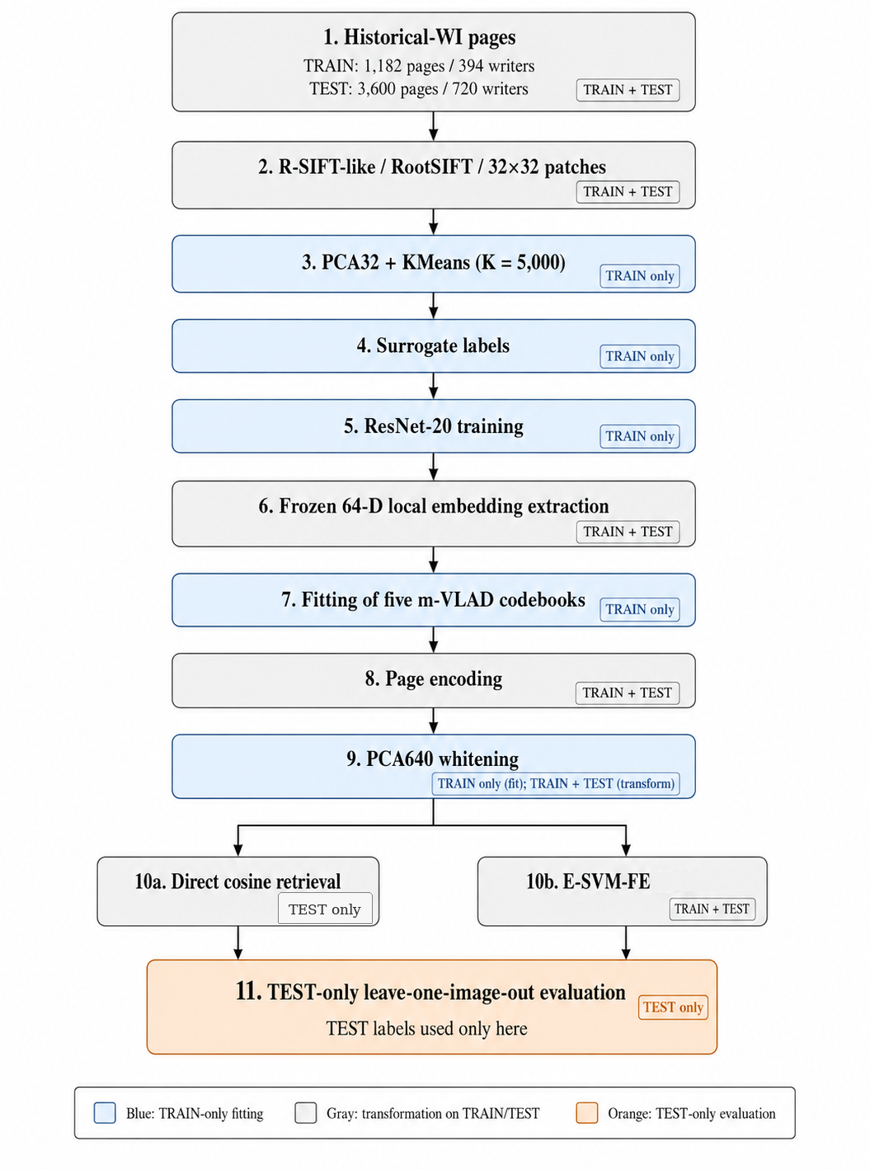 1. Historical-WI pages
TRAIN: 1,182 pages / 394 writers
TEST: 3,600 pages / 720 writers
TRAIN + TEST
2. R-SIFT-like / RootSIFT / 32×32 patches
TRAIN + TEST
3. PCA32 + KMeans (K = 5,000)
TRAIN only
4. Surrogate labels
TRAIN only
5. ResNet-20 training
TRAIN only
6. Frozen 64-D local embedding extraction
TRAIN + TEST
7. Fitting of five m-VLAD codebooks
TRAIN only
8. Page encoding
TRAIN + TEST
9. PCA640 whitening
TRAIN only (fit); TRAIN + TEST (transform)
10a. Direct cosine retrieval
TEST only
10b. E-SVM-FE
TRAIN + TEST
11. TEST-only leave-one-image-out evaluation
TEST only
TEST labels used only here
Blue: TRAIN-only fitting
Gray: transformation on TRAIN/TEST
Orange: TEST-only evaluation